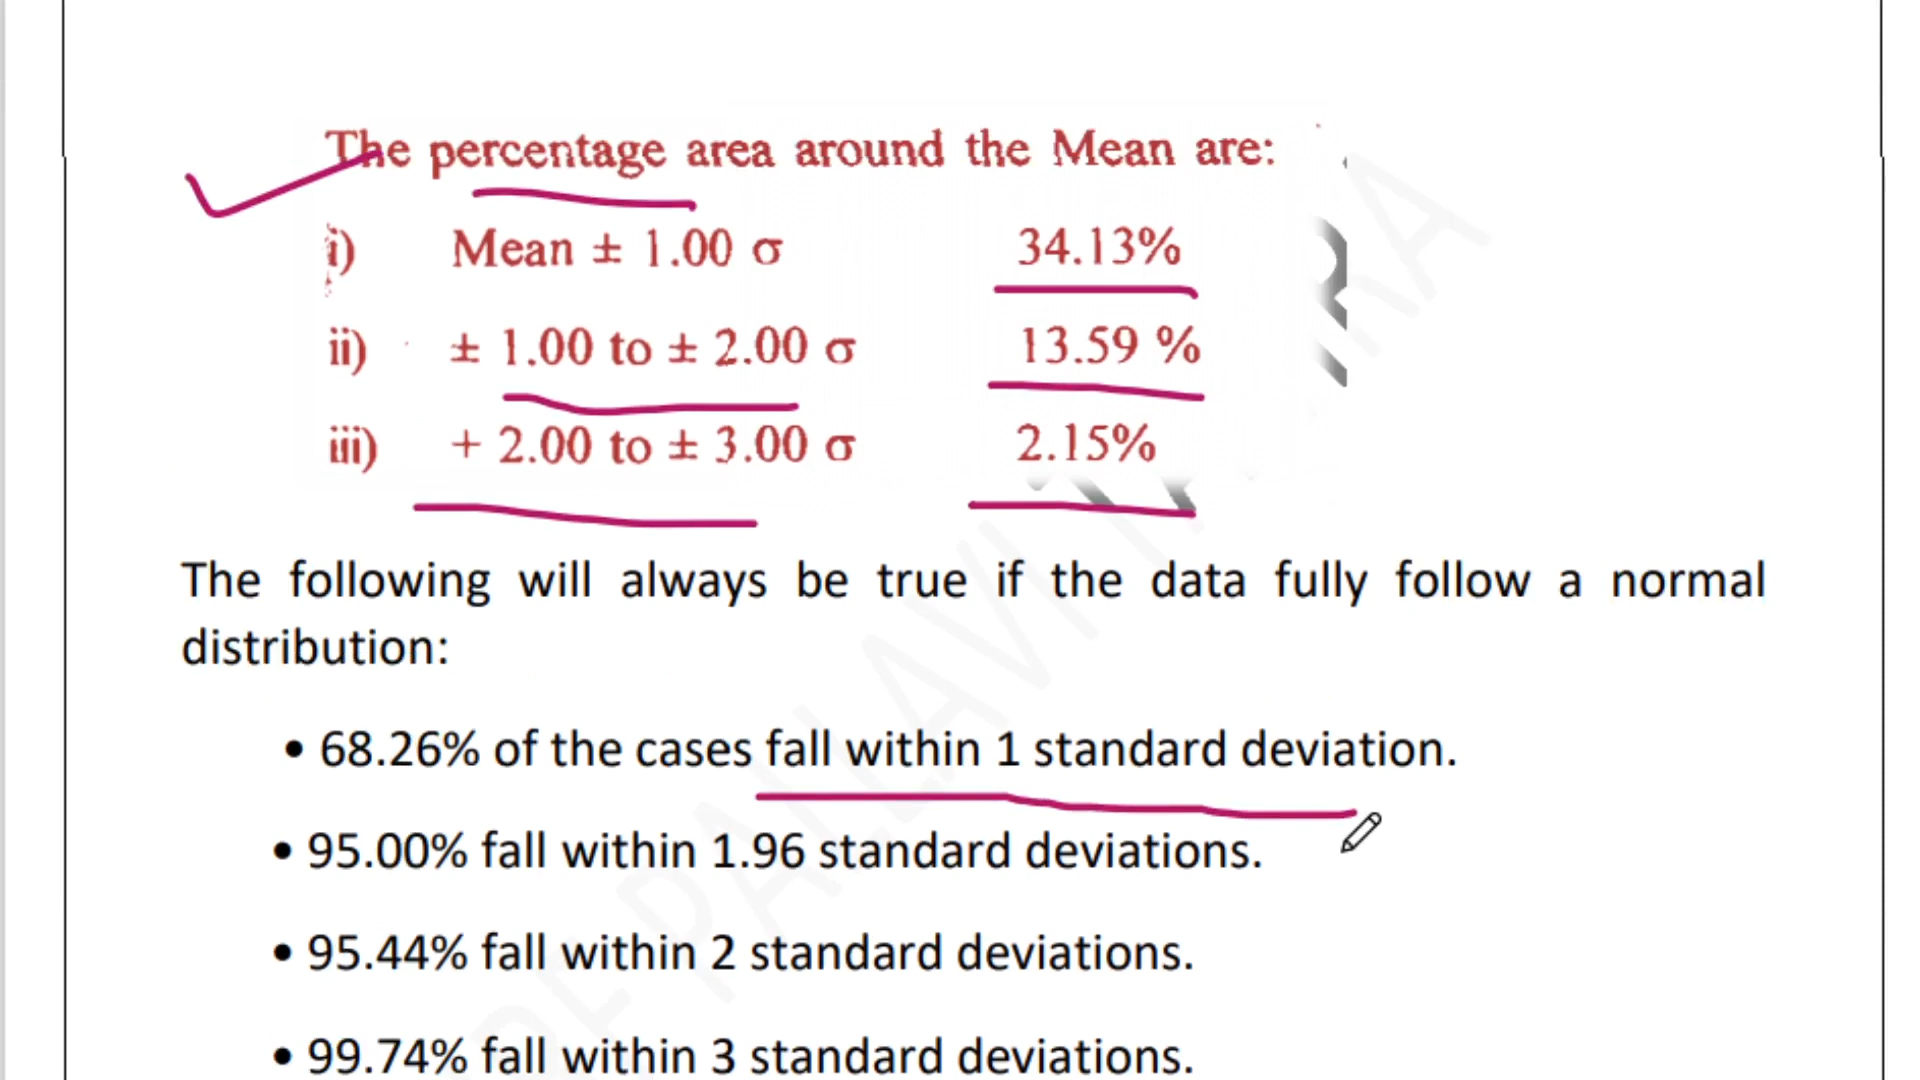 The percentage area around the Mean are:
i) Mean ± 1.00 σ 34.13%
ii) ± 1.00 to ± 2.00 σ 13.59 %
iii) + 2.00 to ± 3.00 σ 2.15%
The following will always be true if the data fully follow a normal
distribution:
• 68.26% of the cases fall within 1 standard deviation.
• 95.00% fall within 1.96 standard deviations.
• 95.44% fall within 2 standard deviations.
• 99.74% fall within 3 standard deviations.